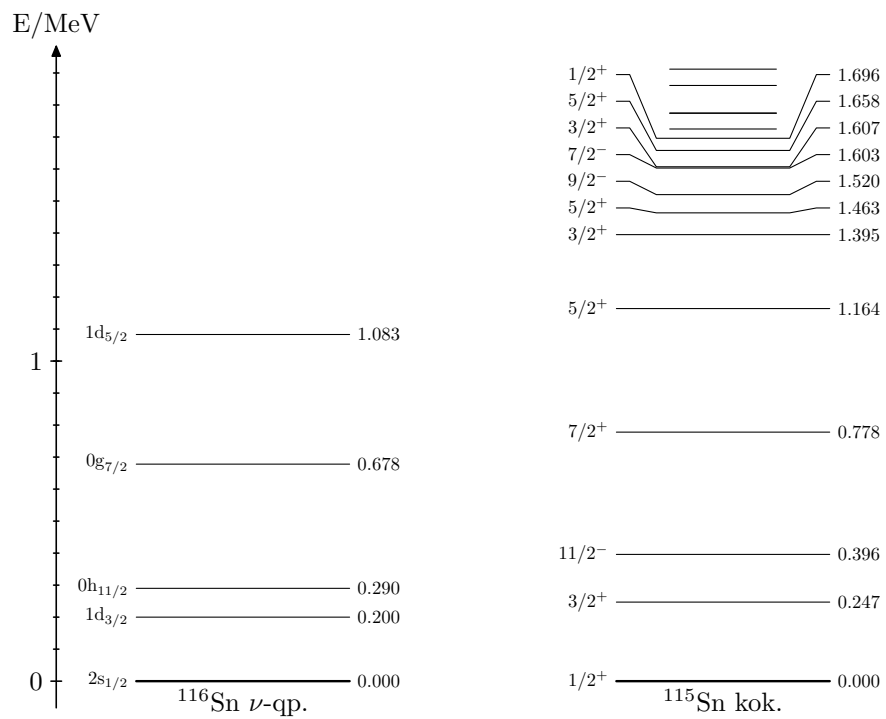 E/MeV
1
0
1d5/2 1.083
0g7/2 0.678
0h11/2 0.290
1d3/2 0.200
2s1/2 0.000
¹¹⁶Sn ν-qp.
1/2⁺ 1.696
5/2⁺ 1.658
3/2⁺ 1.607
7/2⁻ 1.603
9/2⁻ 1.520
5/2⁺ 1.463
3/2⁺ 1.395
5/2⁺ 1.164
7/2⁺ 0.778
11/2⁻ 0.396
3/2⁺ 0.247
1/2⁺ 0.000
¹¹⁵Sn kok.